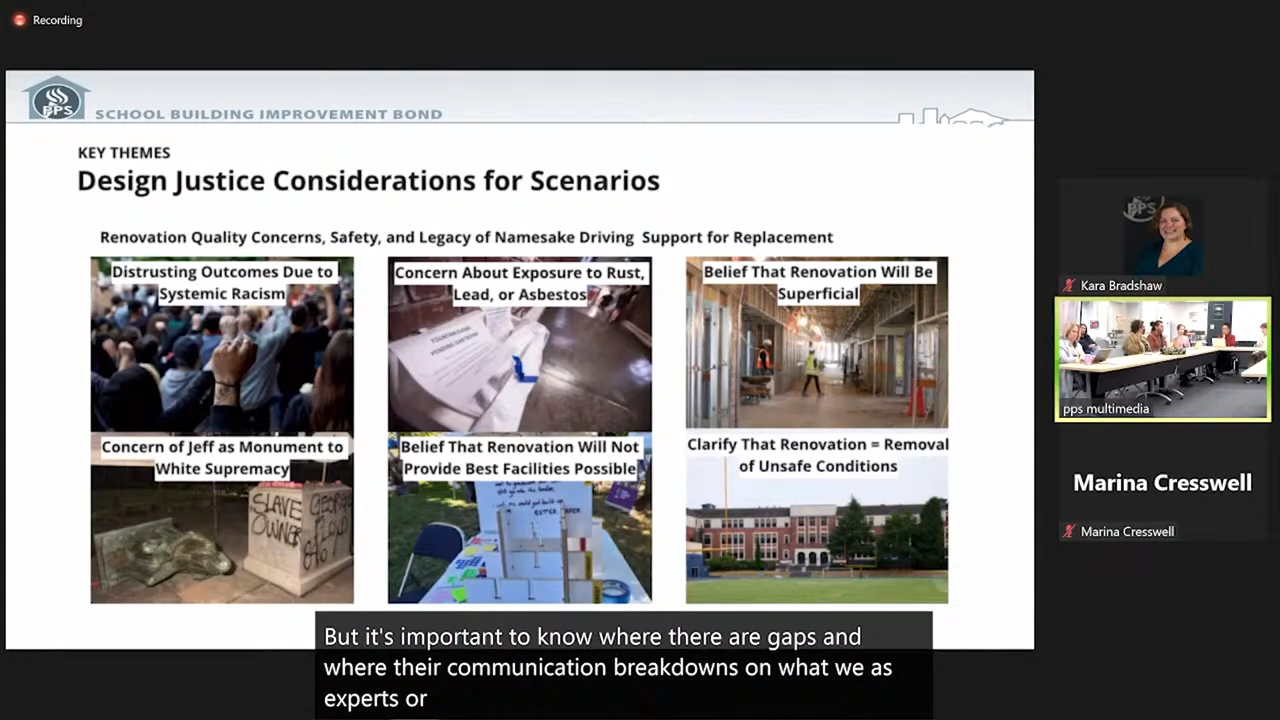 Recording
PPS
SCHOOL BUILDING IMPROVEMENT BOND
KEY THEMES
Design Justice Considerations for Scenarios
Renovation Quality Concerns, Safety, and Legacy of Namesake Driving Support for Replacement
Distrusting Outcomes Due to
Systemic Racism
Concern About Exposure to Rust,
Lead, or Asbestos
Belief That Renovation Will Be
Superficial
Concern of Jeff as Monument to
White Supremacy
SLAVE
OWNER
Belief That Renovation Will Not
Provide Best Facilities Possible
Clarify That Renovation = Removal
of Unsafe Conditions
PPS
Kara Bradshaw
pps multimedia
Marina Cresswell
Marina Cresswell
But it's important to know where there are gaps and
where their communication breakdowns on what we as
experts or